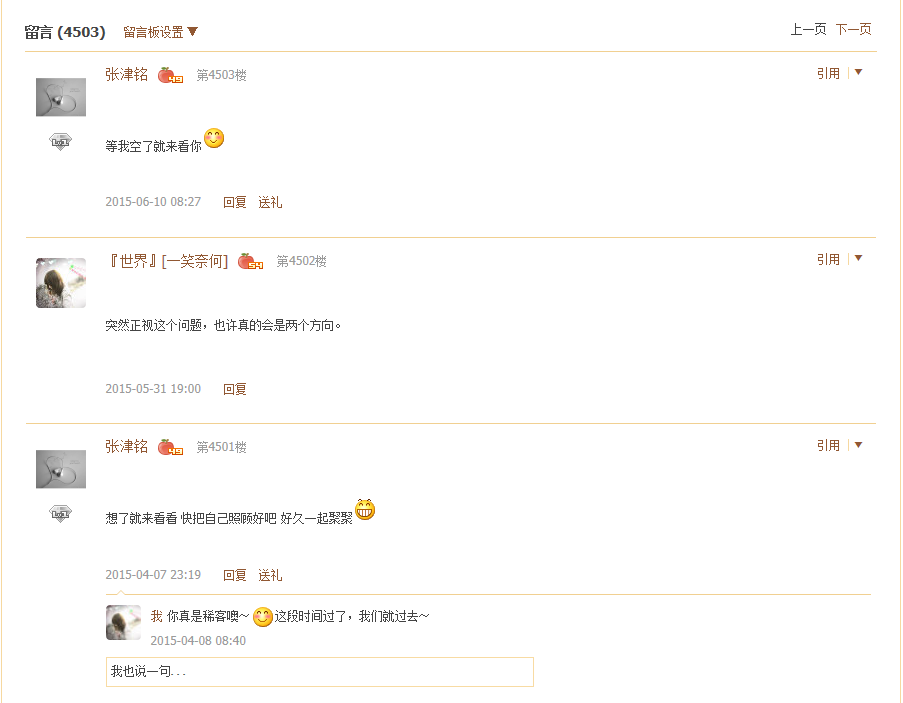 留言 (4503) 留言板设置▼ 上一页 下一页
张津铭 第4503楼 引用
等我空了就来看你
2015-06-10 08:27 回复 送礼
『世界』[一笑奈何] 第4502楼 引用
突然正视这个问题，也许真的会是两个方向。
2015-05-31 19:00 回复
张津铭 第4501楼 引用
想了就来看看 快把自己照顾好吧 好久一起聚聚
2015-04-07 23:19 回复 送礼
我 你真是稀客噢～ 这段时间过了，我们就过去～
2015-04-08 08:40
我也说一句...